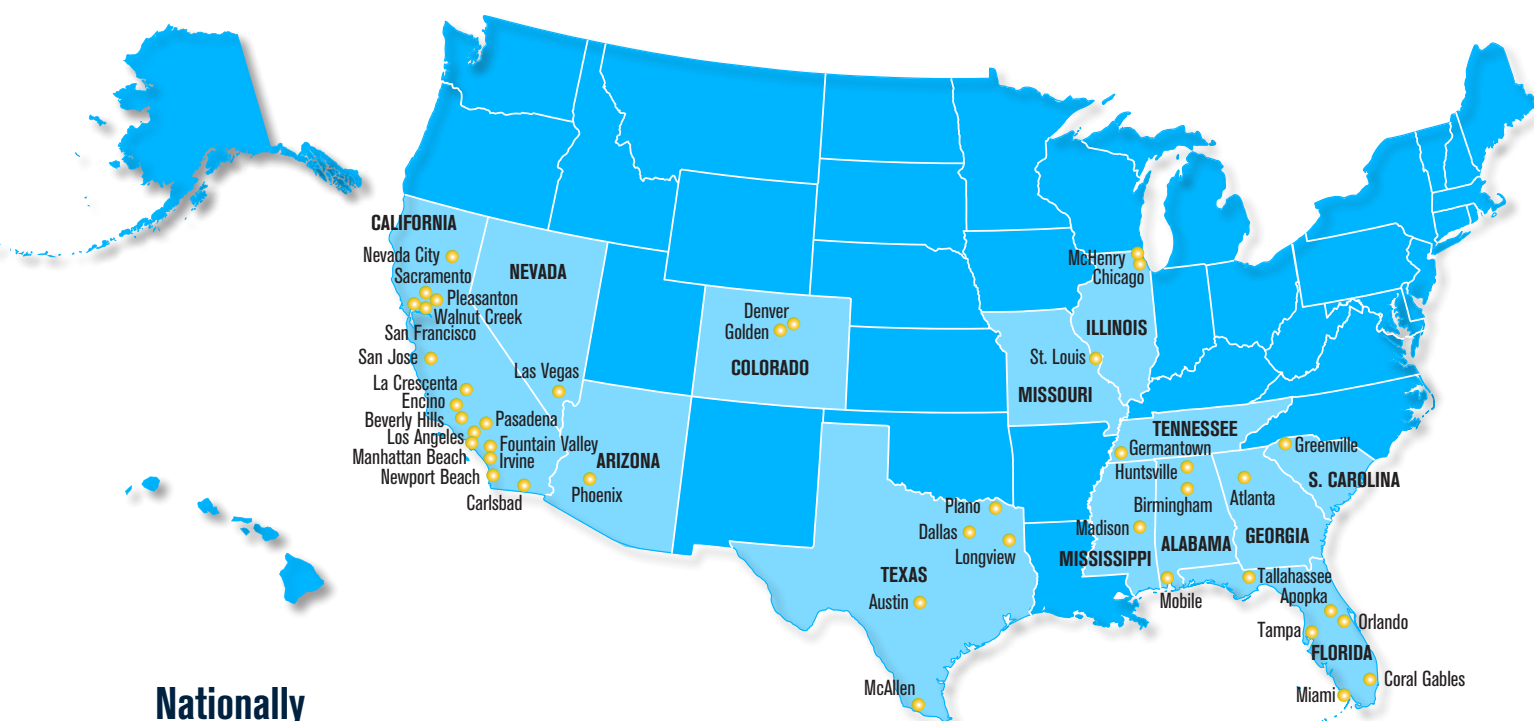 CALIFORNIA
Nevada City
Sacramento
Pleasanton
Walnut Creek
San Francisco
San Jose
La Crescenta
Encino
Beverly Hills
Pasadena
Los Angeles
Fountain Valley
Manhattan Beach
Irvine
Newport Beach
Carlsbad
NEVADA
Las Vegas
ARIZONA
Phoenix
Denver
Golden
COLORADO
McHenry
Chicago
ILLINOIS
St. Louis
MISSOURI
TENNESSEE
Germantown
Greenville
S. CAROLINA
Huntsville
Birmingham
Atlanta
Madison
MISSISSIPPI
ALABAMA
GEORGIA
Mobile
Plano
Dallas
Longview
TEXAS
Austin
McAllen
Tallahassee
Apopka
Orlando
Tampa
FLORIDA
Coral Gables
Miami
Nationally